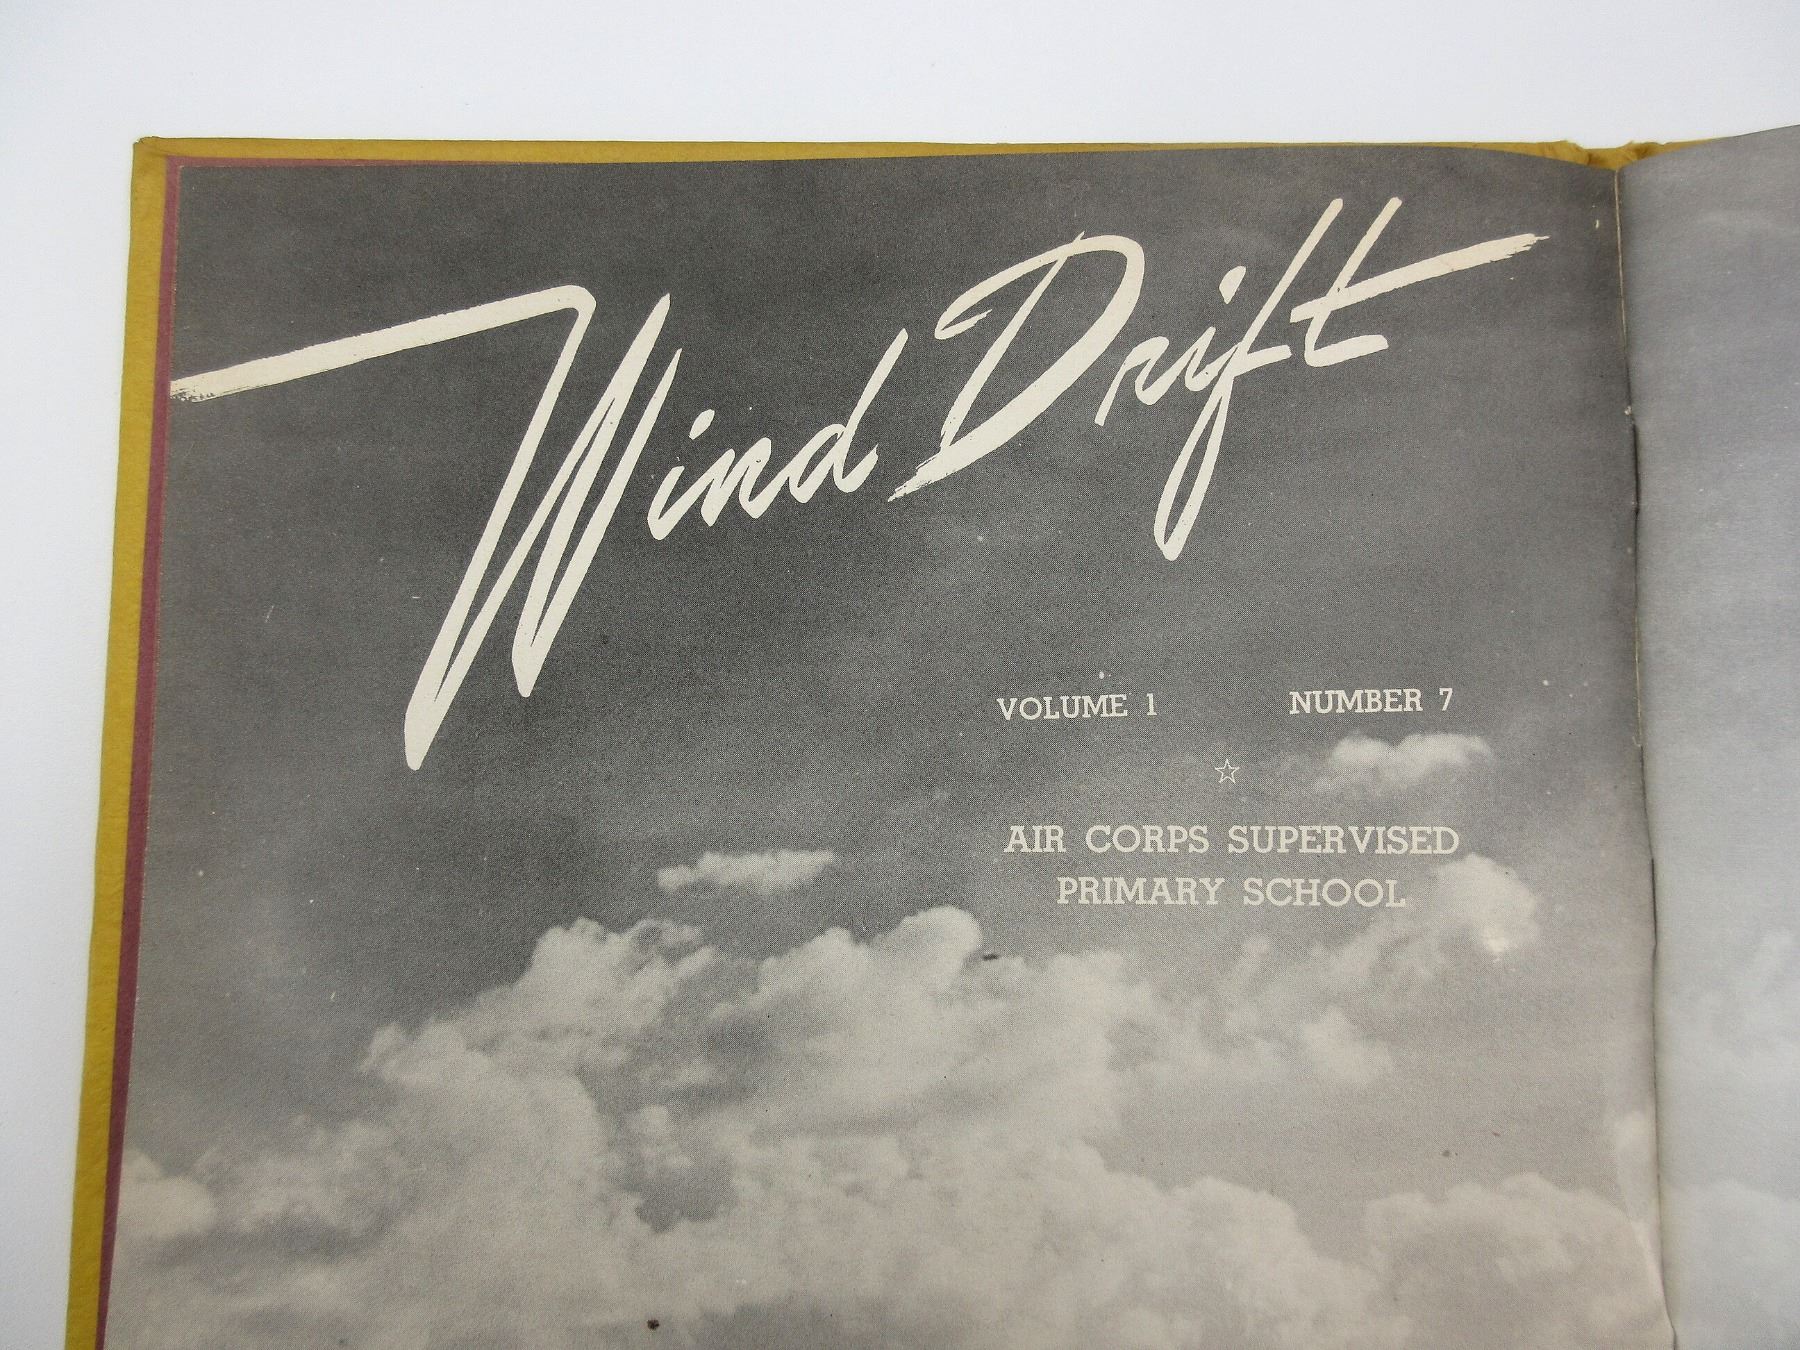 Wind Drift
VOLUME 1 NUMBER 7
AIR CORPS SUPERVISED
PRIMARY SCHOOL